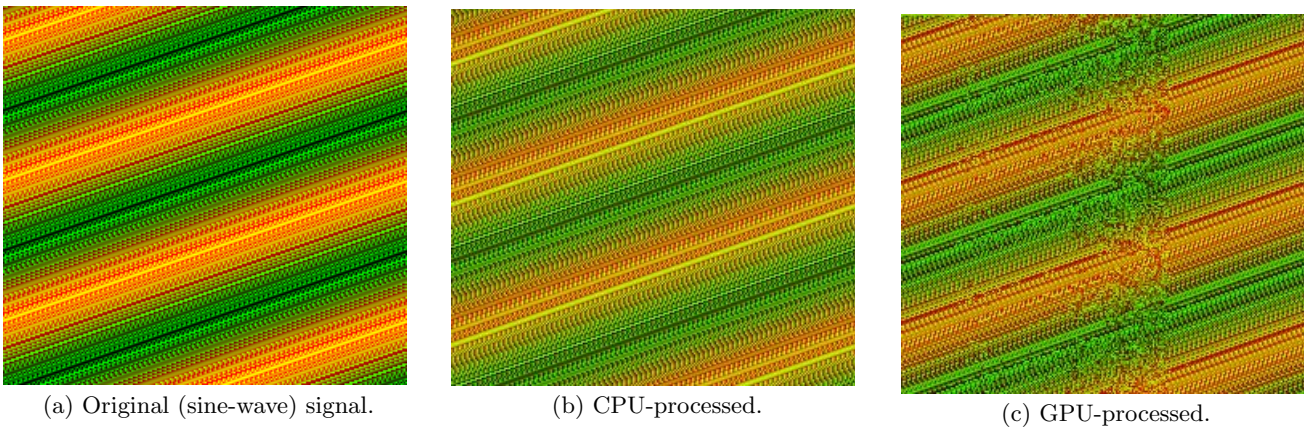 (a) Original (sine-wave) signal.
(b) CPU-processed.
(c) GPU-processed.